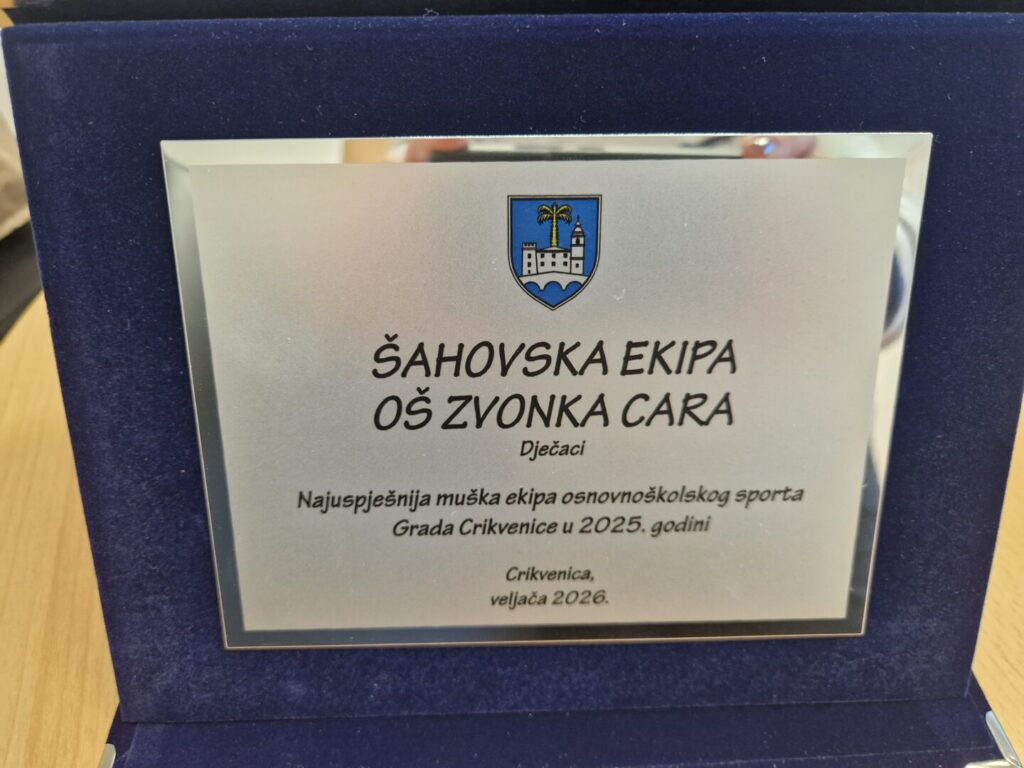 ŠAHOVSKA EKIPA
OŠ ZVONKA CARA
Dječaci
Najuspješnija muška ekipa osnovnoškolskog sporta
Grada Crikvenice u 2025. godini
Crikvenica,
veljača 2026.